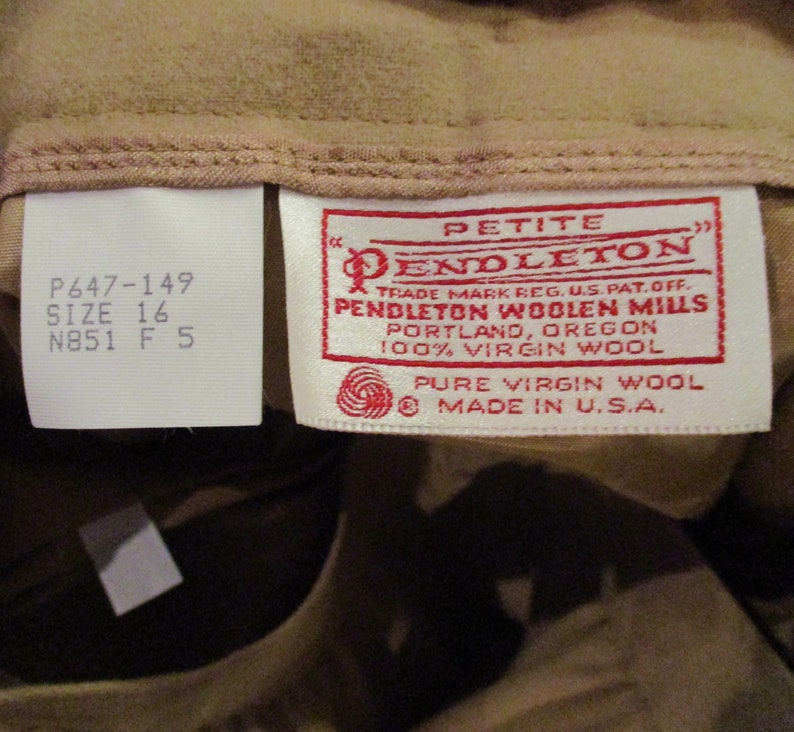 P647-149
SIZE 16
N851 F 5
PETITE
"PENDLETON"
TRADE MARK REG. U.S. PAT. OFF.
PENDLETON WOOLEN MILLS
PORTLAND, OREGON
100% VIRGIN WOOL
PURE VIRGIN WOOL
® MADE IN U.S.A.